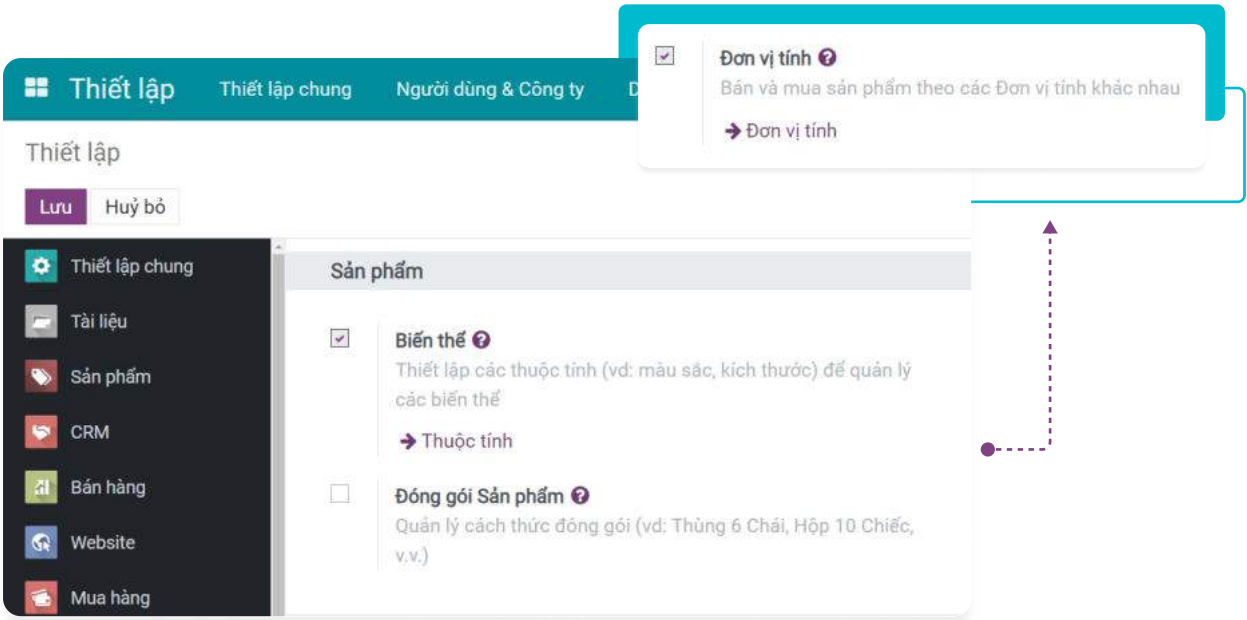 Thiết lập
Thiết lập chung
Người dùng & Công ty
D
Đơn vị tính
Bán và mua sản phẩm theo các Đơn vị tính khác nhau
Đơn vị tính
Thiết lập
Lưu
Huỷ bỏ
Thiết lập chung
Tài liệu
Sản phẩm
CRM
Bán hàng
Website
Mua hàng
Sản phẩm
Biến thể
Thiết lập các thuộc tính (vd: màu sắc, kích thước) để quản lý
các biến thể
Thuộc tính
Đóng gói Sản phẩm
Quản lý cách thức đóng gói (vd: Thùng 6 Chái, Hộp 10 Chiếc,
v.v.)